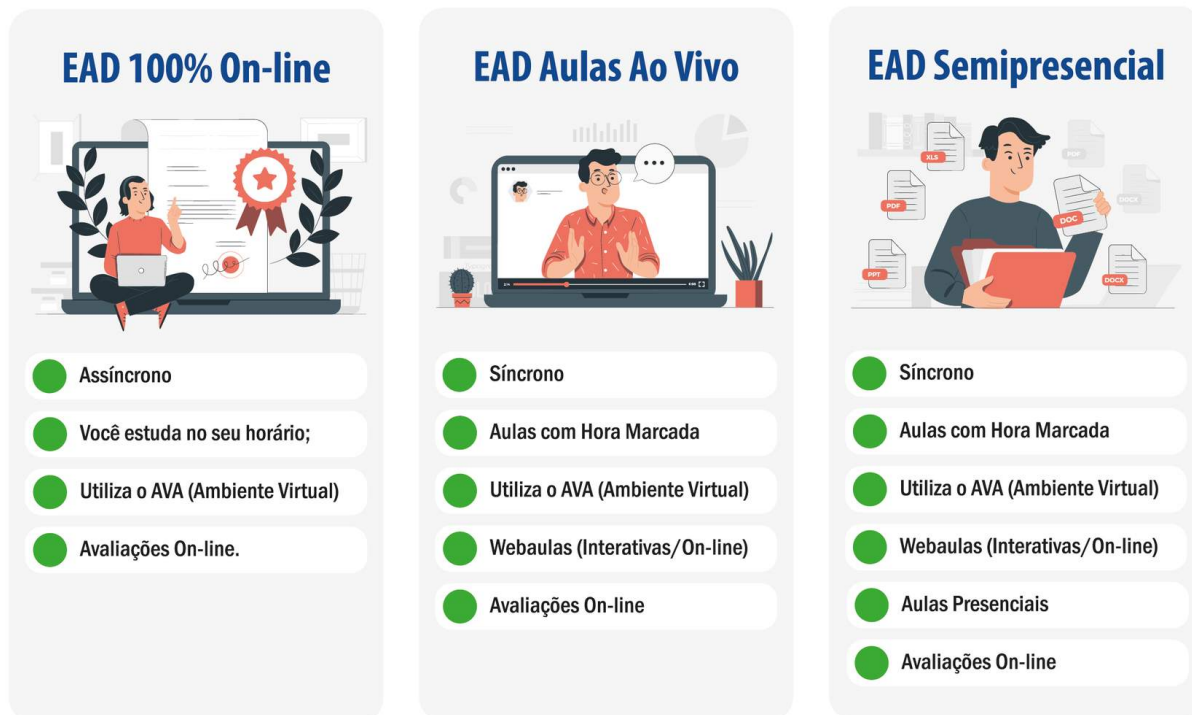 EAD 100% On-line
Assíncrono
Você estuda no seu horário;
Utiliza o AVA (Ambiente Virtual)
Avaliações On-line.
EAD Aulas Ao Vivo
Síncrono
Aulas com Hora Marcada
Utiliza o AVA (Ambiente Virtual)
Webaulas (Interativas/On-line)
Avaliações On-line
EAD Semipresencial
XLS
PDF
PDF
DOCX
DOC
PPT
DOCX
Síncrono
Aulas com Hora Marcada
Utiliza o AVA (Ambiente Virtual)
Webaulas (Interativas/On-line)
Aulas Presenciais
Avaliações On-line